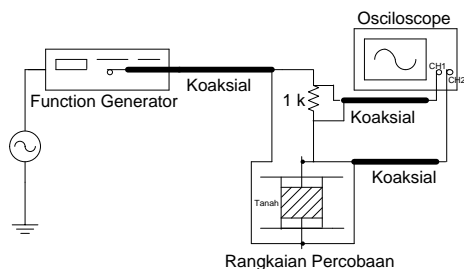 Osciloscope
CH1
CH2
Koaksial
Function Generator
1 k
Koaksial
Koaksial
Tanah
Rangkaian Percobaan